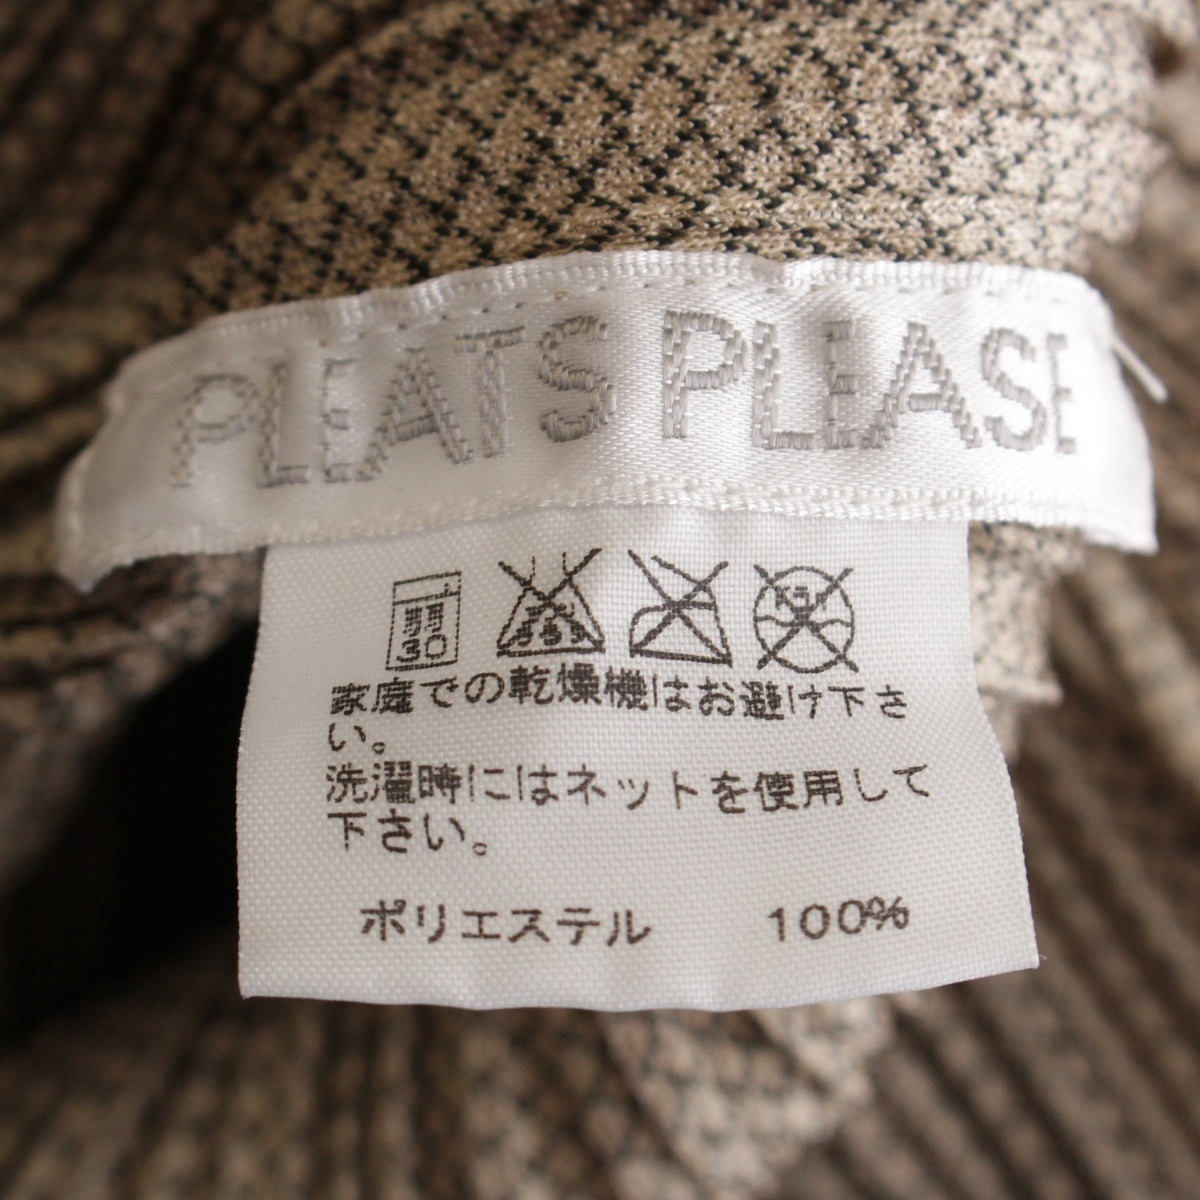 PLEATS PLEASE
30
家庭での乾燥機はお避け下さ
い。
洗濯時にはネットを使用して
下さい。
ポリエステル 100%